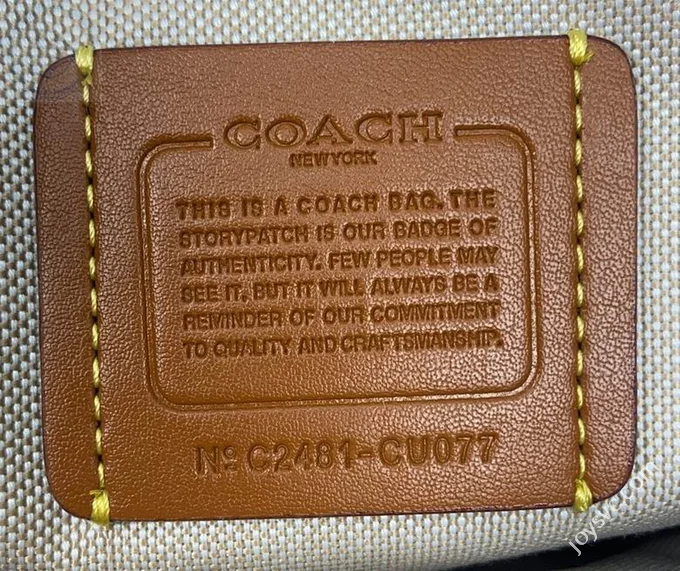 COACH
NEW YORK
THIS IS A COACH BAG. THE
STORYPATCH IS OUR BADGE OF
AUTHENTICITY. FEW PEOPLE MAY
SEE IT, BUT IT WILL ALWAYS BE A
REMINDER OF OUR COMMITMENT
TO QUALITY AND CRAFTSMANSHIP.
Nº C2481-CU077